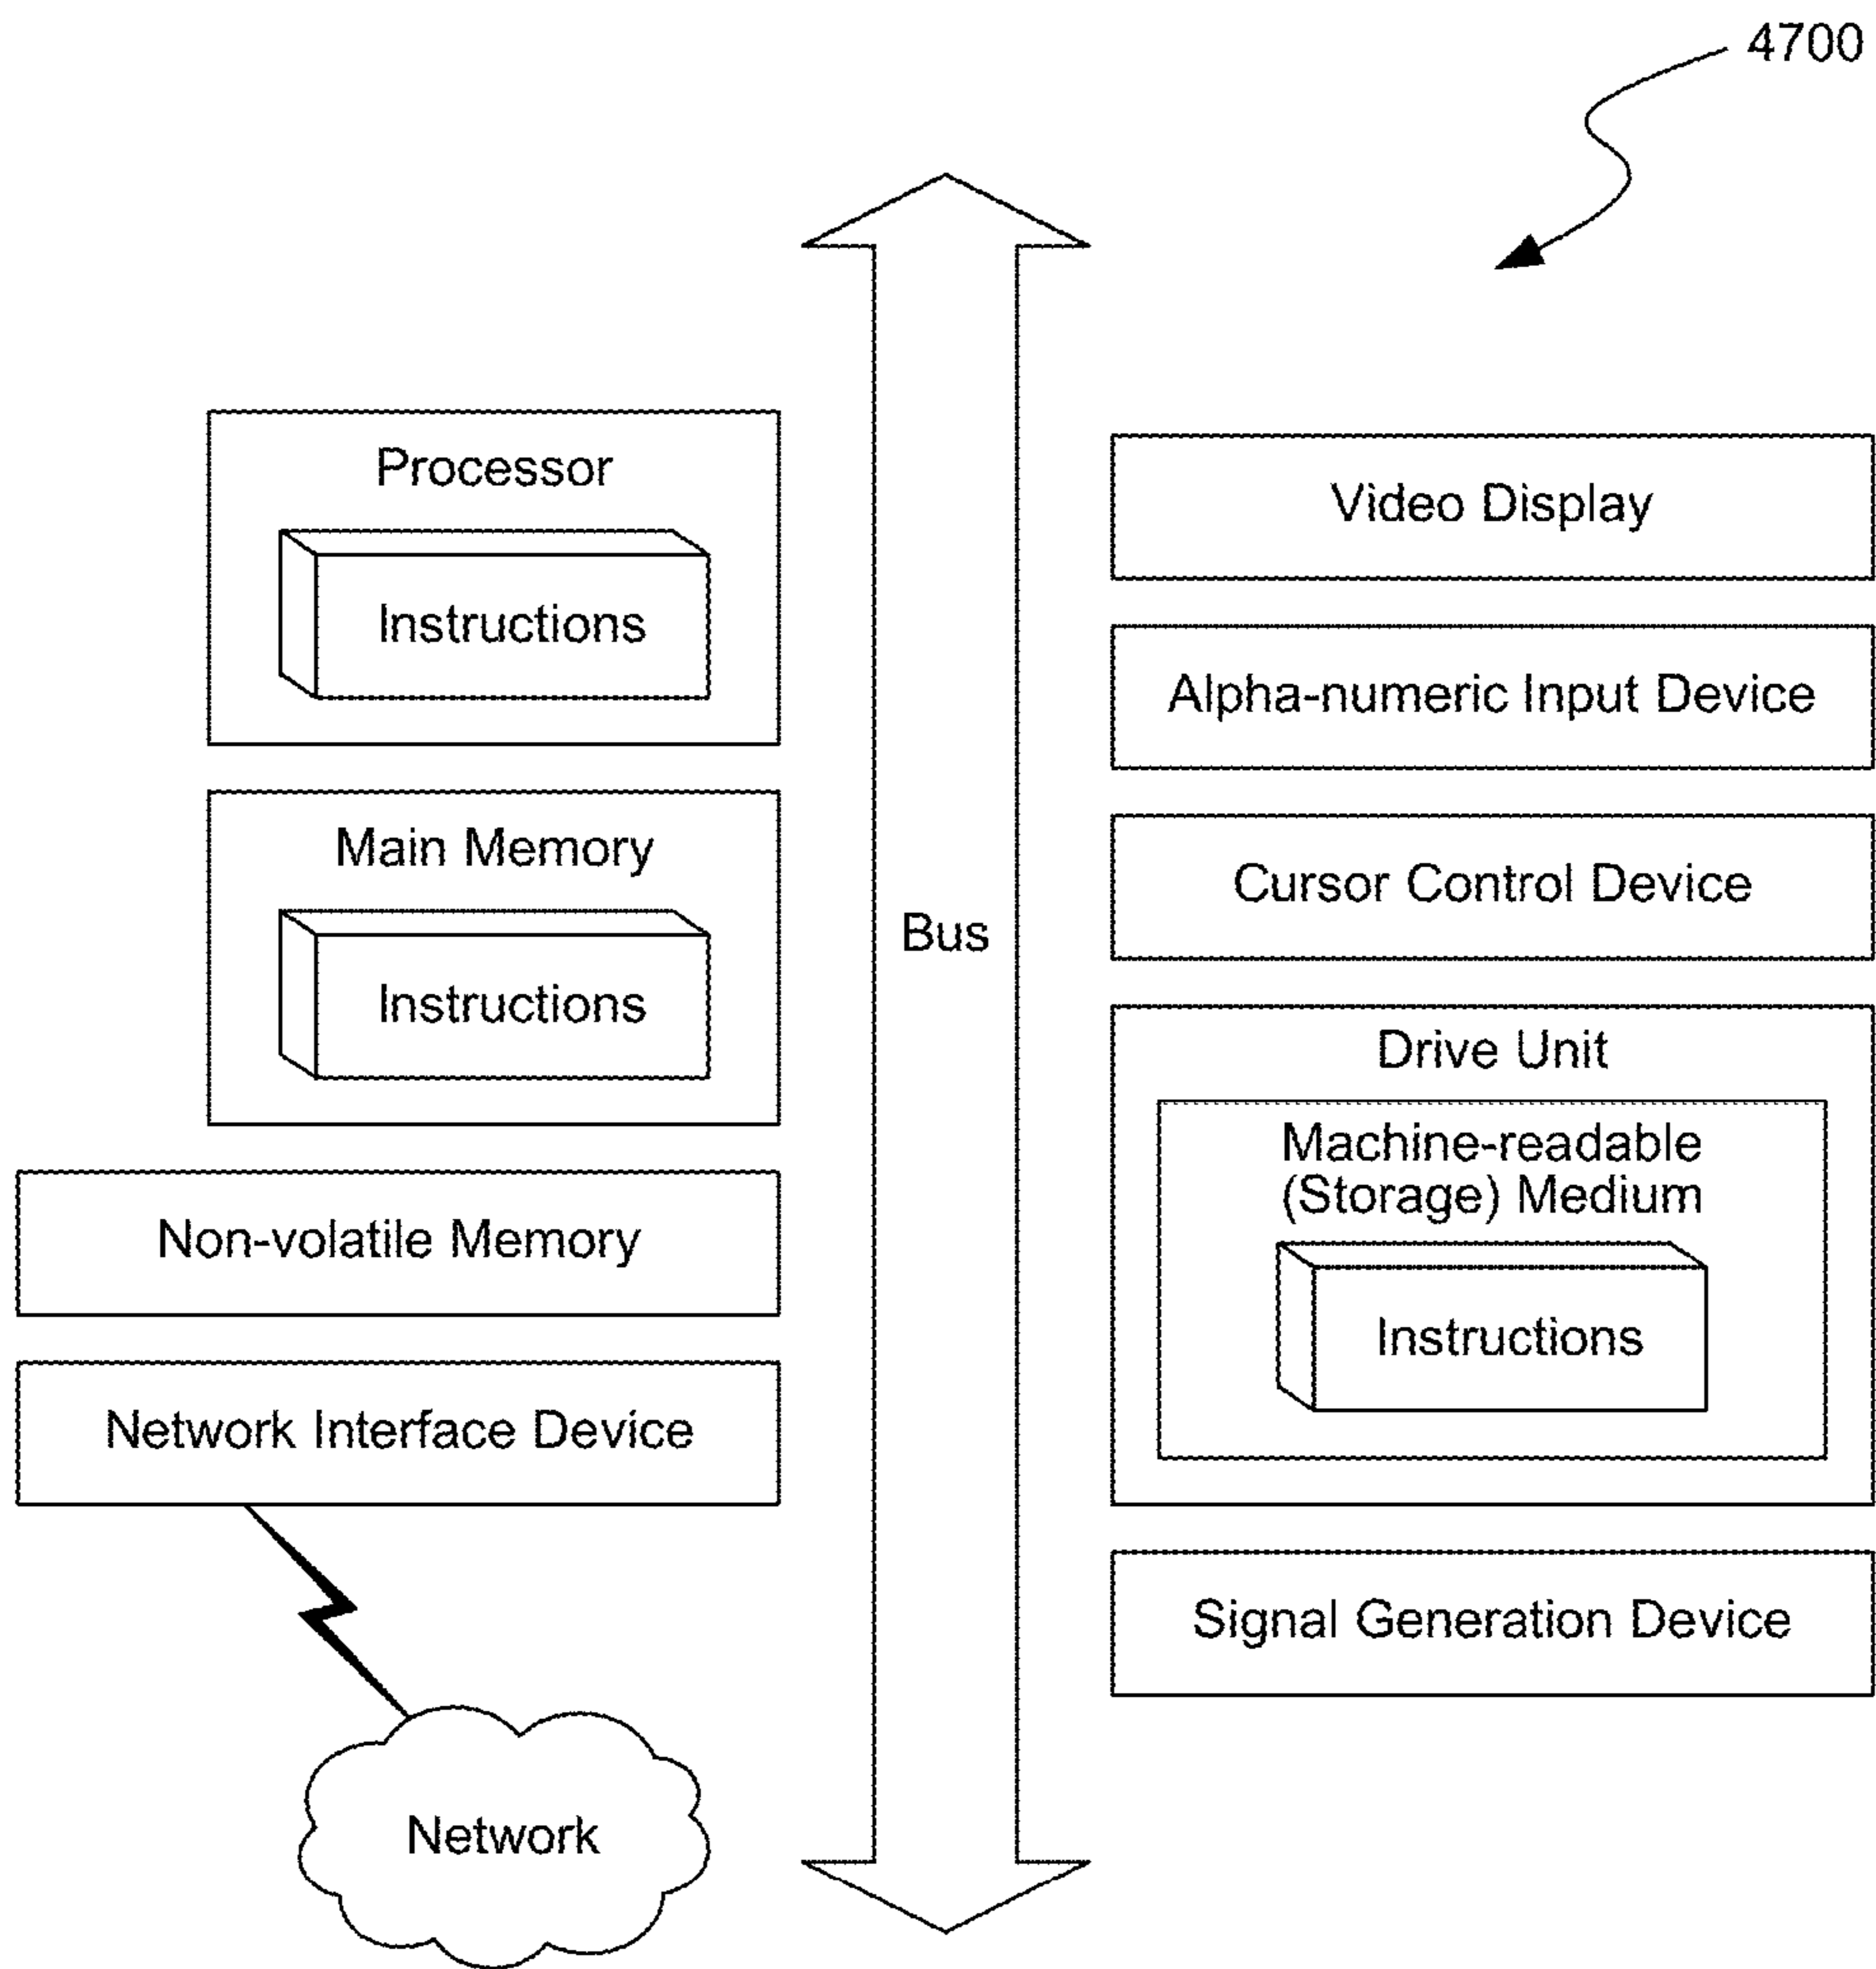 4700
Processor
Instructions
Main Memory
Instructions
Non-volatile Memory
Network Interface Device
Network
Bus
Video Display
Alpha-numeric Input Device
Cursor Control Device
Drive Unit
Machine-readable
(Storage) Medium
Instructions
Signal Generation Device